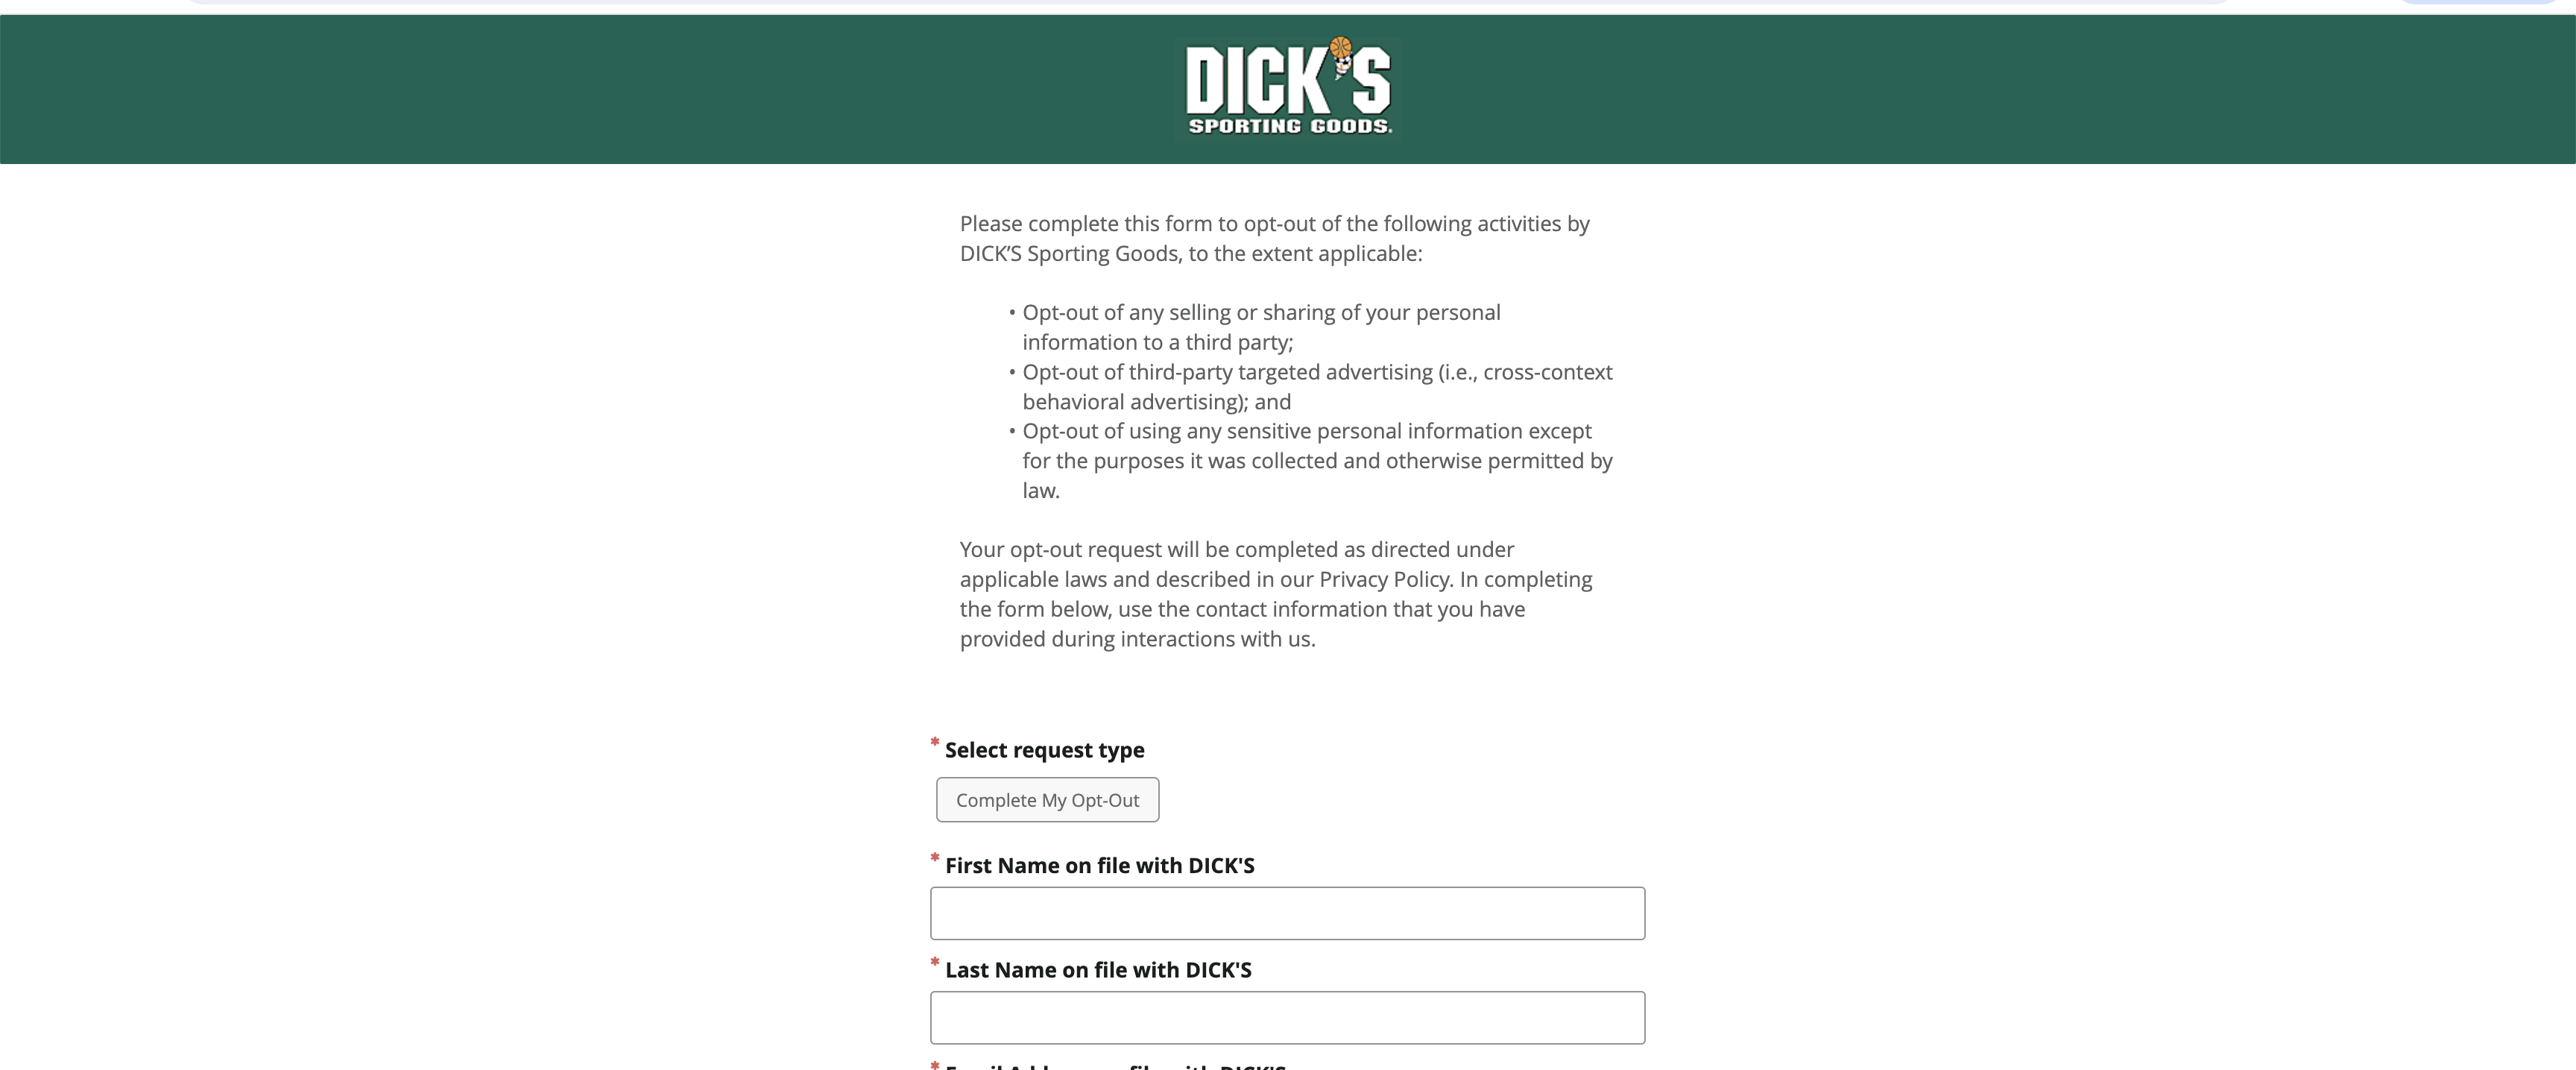 DICK'S
SPORTING GOODS.
Please complete this form to opt-out of the following activities by
DICK’S Sporting Goods, to the extent applicable:
• Opt-out of any selling or sharing of your personal
information to a third party;
• Opt-out of third-party targeted advertising (i.e., cross-context
behavioral advertising); and
• Opt-out of using any sensitive personal information except
for the purposes it was collected and otherwise permitted by
law.
Your opt-out request will be completed as directed under
applicable laws and described in our Privacy Policy. In completing
the form below, use the contact information that you have
provided during interactions with us.
* Select request type
Complete My Opt-Out
* First Name on file with DICK'S
* Last Name on file with DICK'S